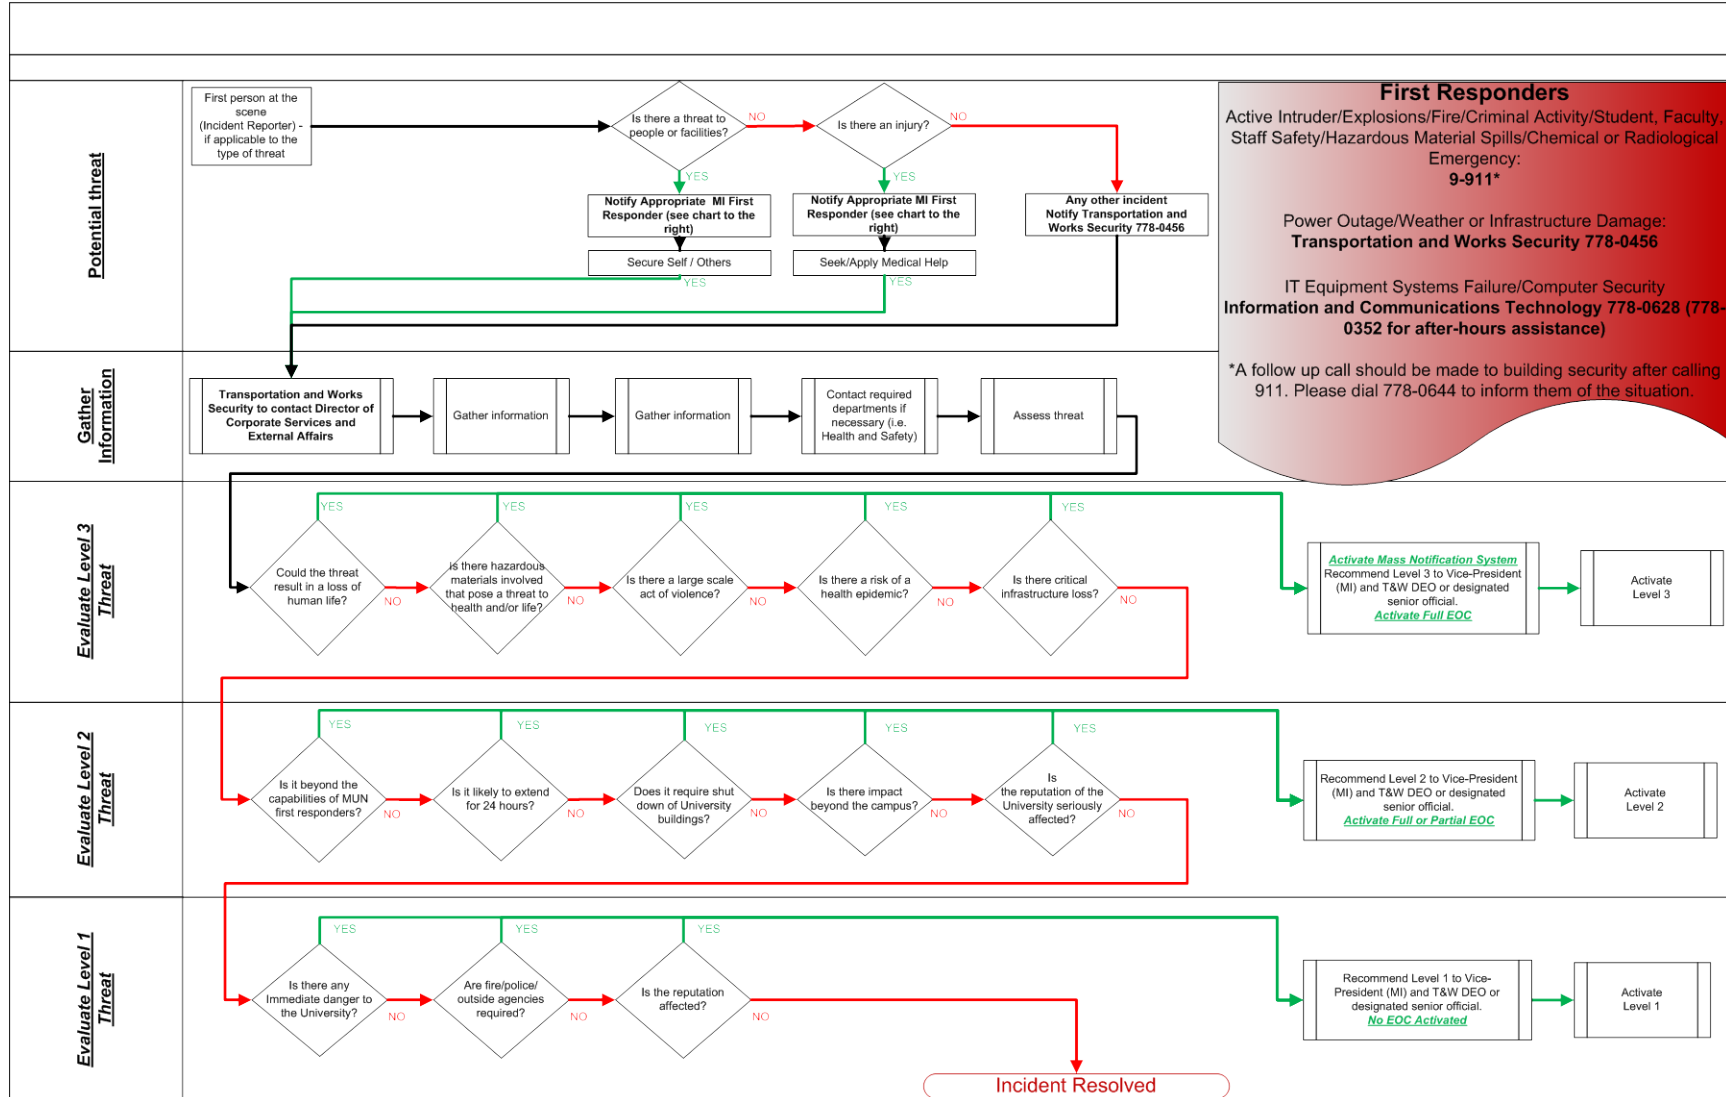 Potential threat
First person at the
scene
(Incident Reporter) -
if applicable to the
type of threat
Is there a threat to
people or facilities?
NO
Is there an injury?
NO
YES
YES
Notify Appropriate  MI First
Responder (see chart to the
right)
Notify Appropriate MI First
Responder (see chart to the
right)
Any other incident
Notify Transportation and
Works Security 778-0456
Secure Self / Others
Seek/Apply Medical Help
YES
YES
First Responders
Active Intruder/Explosions/Fire/Criminal Activity/Student, Faculty,
Staff Safety/Hazardous Material Spills/Chemical or Radiological
Emergency:
9-911*
Power Outage/Weather or Infrastructure Damage:
Transportation and Works Security 778-0456
IT Equipment Systems Failure/Computer Security
Information and Communications Technology 778-0628 (778-
0352 for after-hours assistance)
*A follow up call should be made to building security after calling
911. Please dial 778-0644 to inform them of the situation.
Gather
Information
Transportation and Works
Security to contact Director of
Corporate Services and
External Affairs
Gather information
Gather information
Contact required
departments if
necessary (i.e.
Health and Safety)
Assess threat
Evaluate Level 3
Threat
YES
YES
YES
YES
YES
Could the threat
result in a loss of
human life?
NO
Is there hazardous
materials involved
that pose a threat to
health and/or life?
NO
Is there a large scale
act of violence?
NO
Is there a risk of a
health epidemic?
NO
Is there critical
infrastructure loss?
NO
Activate Mass Notification System
Recommend Level 3 to Vice-President
(MI) and T&W DEO or designated
senior official.
Activate Full EOC
Activate
Level 3
Evaluate Level 2
Threat
YES
YES
YES
YES
YES
Is it beyond the
capabilities of MUN
first responders?
NO
Is it likely to extend
for 24 hours?
NO
Does it require shut
down of University
buildings?
NO
Is there impact
beyond the campus?
NO
Is
the reputation of the
University seriously
affected?
NO
Recommend Level 2 to Vice-President
(MI) and T&W DEO or designated
senior official.
Activate Full or Partial EOC
Activate
Level 2
Evaluate Level 1
Threat
YES
YES
YES
Is there any
Immediate danger to
the University?
NO
Are fire/police/
outside agencies
required?
NO
Is the reputation
affected?
NO
Recommend Level 1 to Vice-
President (MI) and T&W DEO or
designated senior official.
No EOC Activated
Activate
Level 1
Incident Resolved